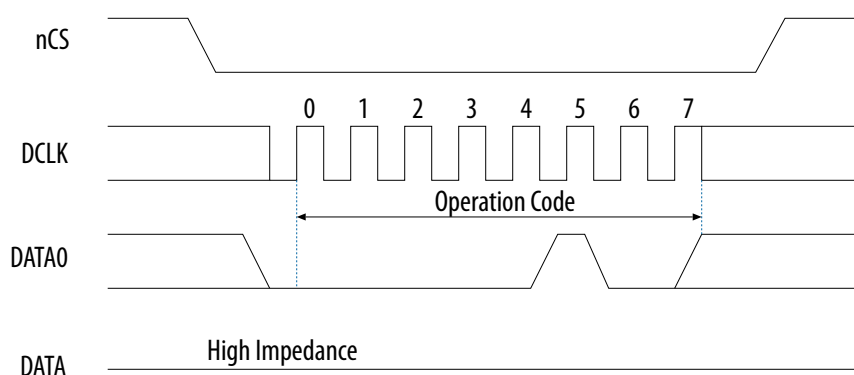 nCS
0 1 2 3 4 5 6 7
DCLK
Operation Code
DATA0
High Impedance
DATA